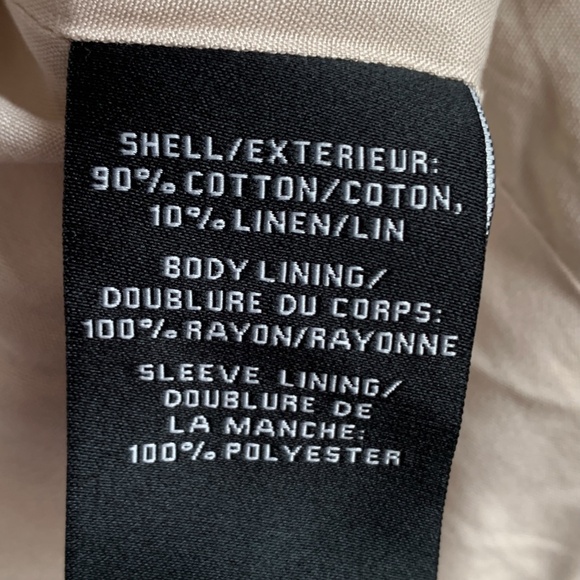 SHELL/EXTERIEUR:
90% COTTON/COTON,
10% LINEN/LIN
BODY LINING/
DOUBLURE DU CORPS:
100% RAYON/RAYONNE
SLEEVE LINING/
DOUBLURE DE
LA MANCHE:
100% POLYESTER